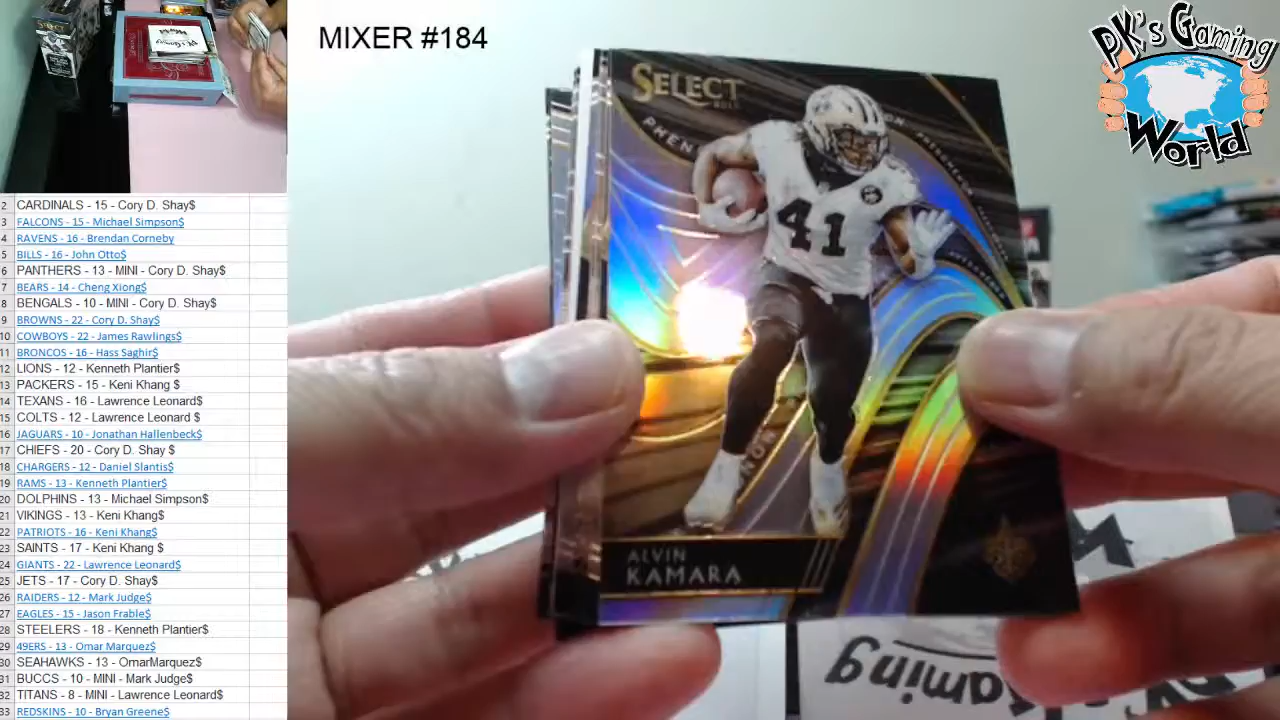 MIXER #184
PK's Gaming
World
2 CARDINALS - 15 - Cory D. Shay$
3 FALCONS - 15 - Michael Simpson$
4 RAVENS - 16 - Brendan Corneby
5 BILLS - 16 - John Otto$
6 PANTHERS - 13 - MINI - Cory D. Shay$
7 BEARS - 14 - Cheng Xiong$
8 BENGALS - 10 - MINI - Cory D. Shay$
9 BROWNS - 22 - Cory D. Shay$
10 COWBOYS - 22 - James Rawlings$
11 BRONCOS - 16 - Hass Saghir$
12 LIONS - 12 - Kenneth Plantier$
13 PACKERS - 15 - Keni Khang $
14 TEXANS - 16 - Lawrence Leonard$
15 COLTS - 12 - Lawrence Leonard $
16 JAGUARS - 10 - Jonathan Hallenbeck$
17 CHIEFS - 20 - Cory D. Shay $
18 CHARGERS - 12 - Daniel Slantis$
19 RAMS - 13 - Kenneth Plantier$
20 DOLPHINS - 13 - Michael Simpson$
21 VIKINGS - 13 - Keni Khang$
22 PATRIOTS - 16 - Keni Khang$
23 SAINTS - 17 - Keni Khang $
24 GIANTS - 22 - Lawrence Leonard$
25 JETS - 17 - Cory D. Shay$
26 RAIDERS - 12 - Mark Judge$
27 EAGLES - 15 - Jason Frable$
28 STEELERS - 18 - Kenneth Plantier$
29 49ERS - 13 - Omar Marquez$
30 SEAHAWKS - 13 - OmarMarquez$
31 BUCCS - 10 - MINI - Mark Judge$
32 TITANS - 8 - MINI - Lawrence Leonard$
33 REDSKINS - 10 - Bryan Greene$
SELECT
PHEN
41
ALVIN
KAMARA
Gaming